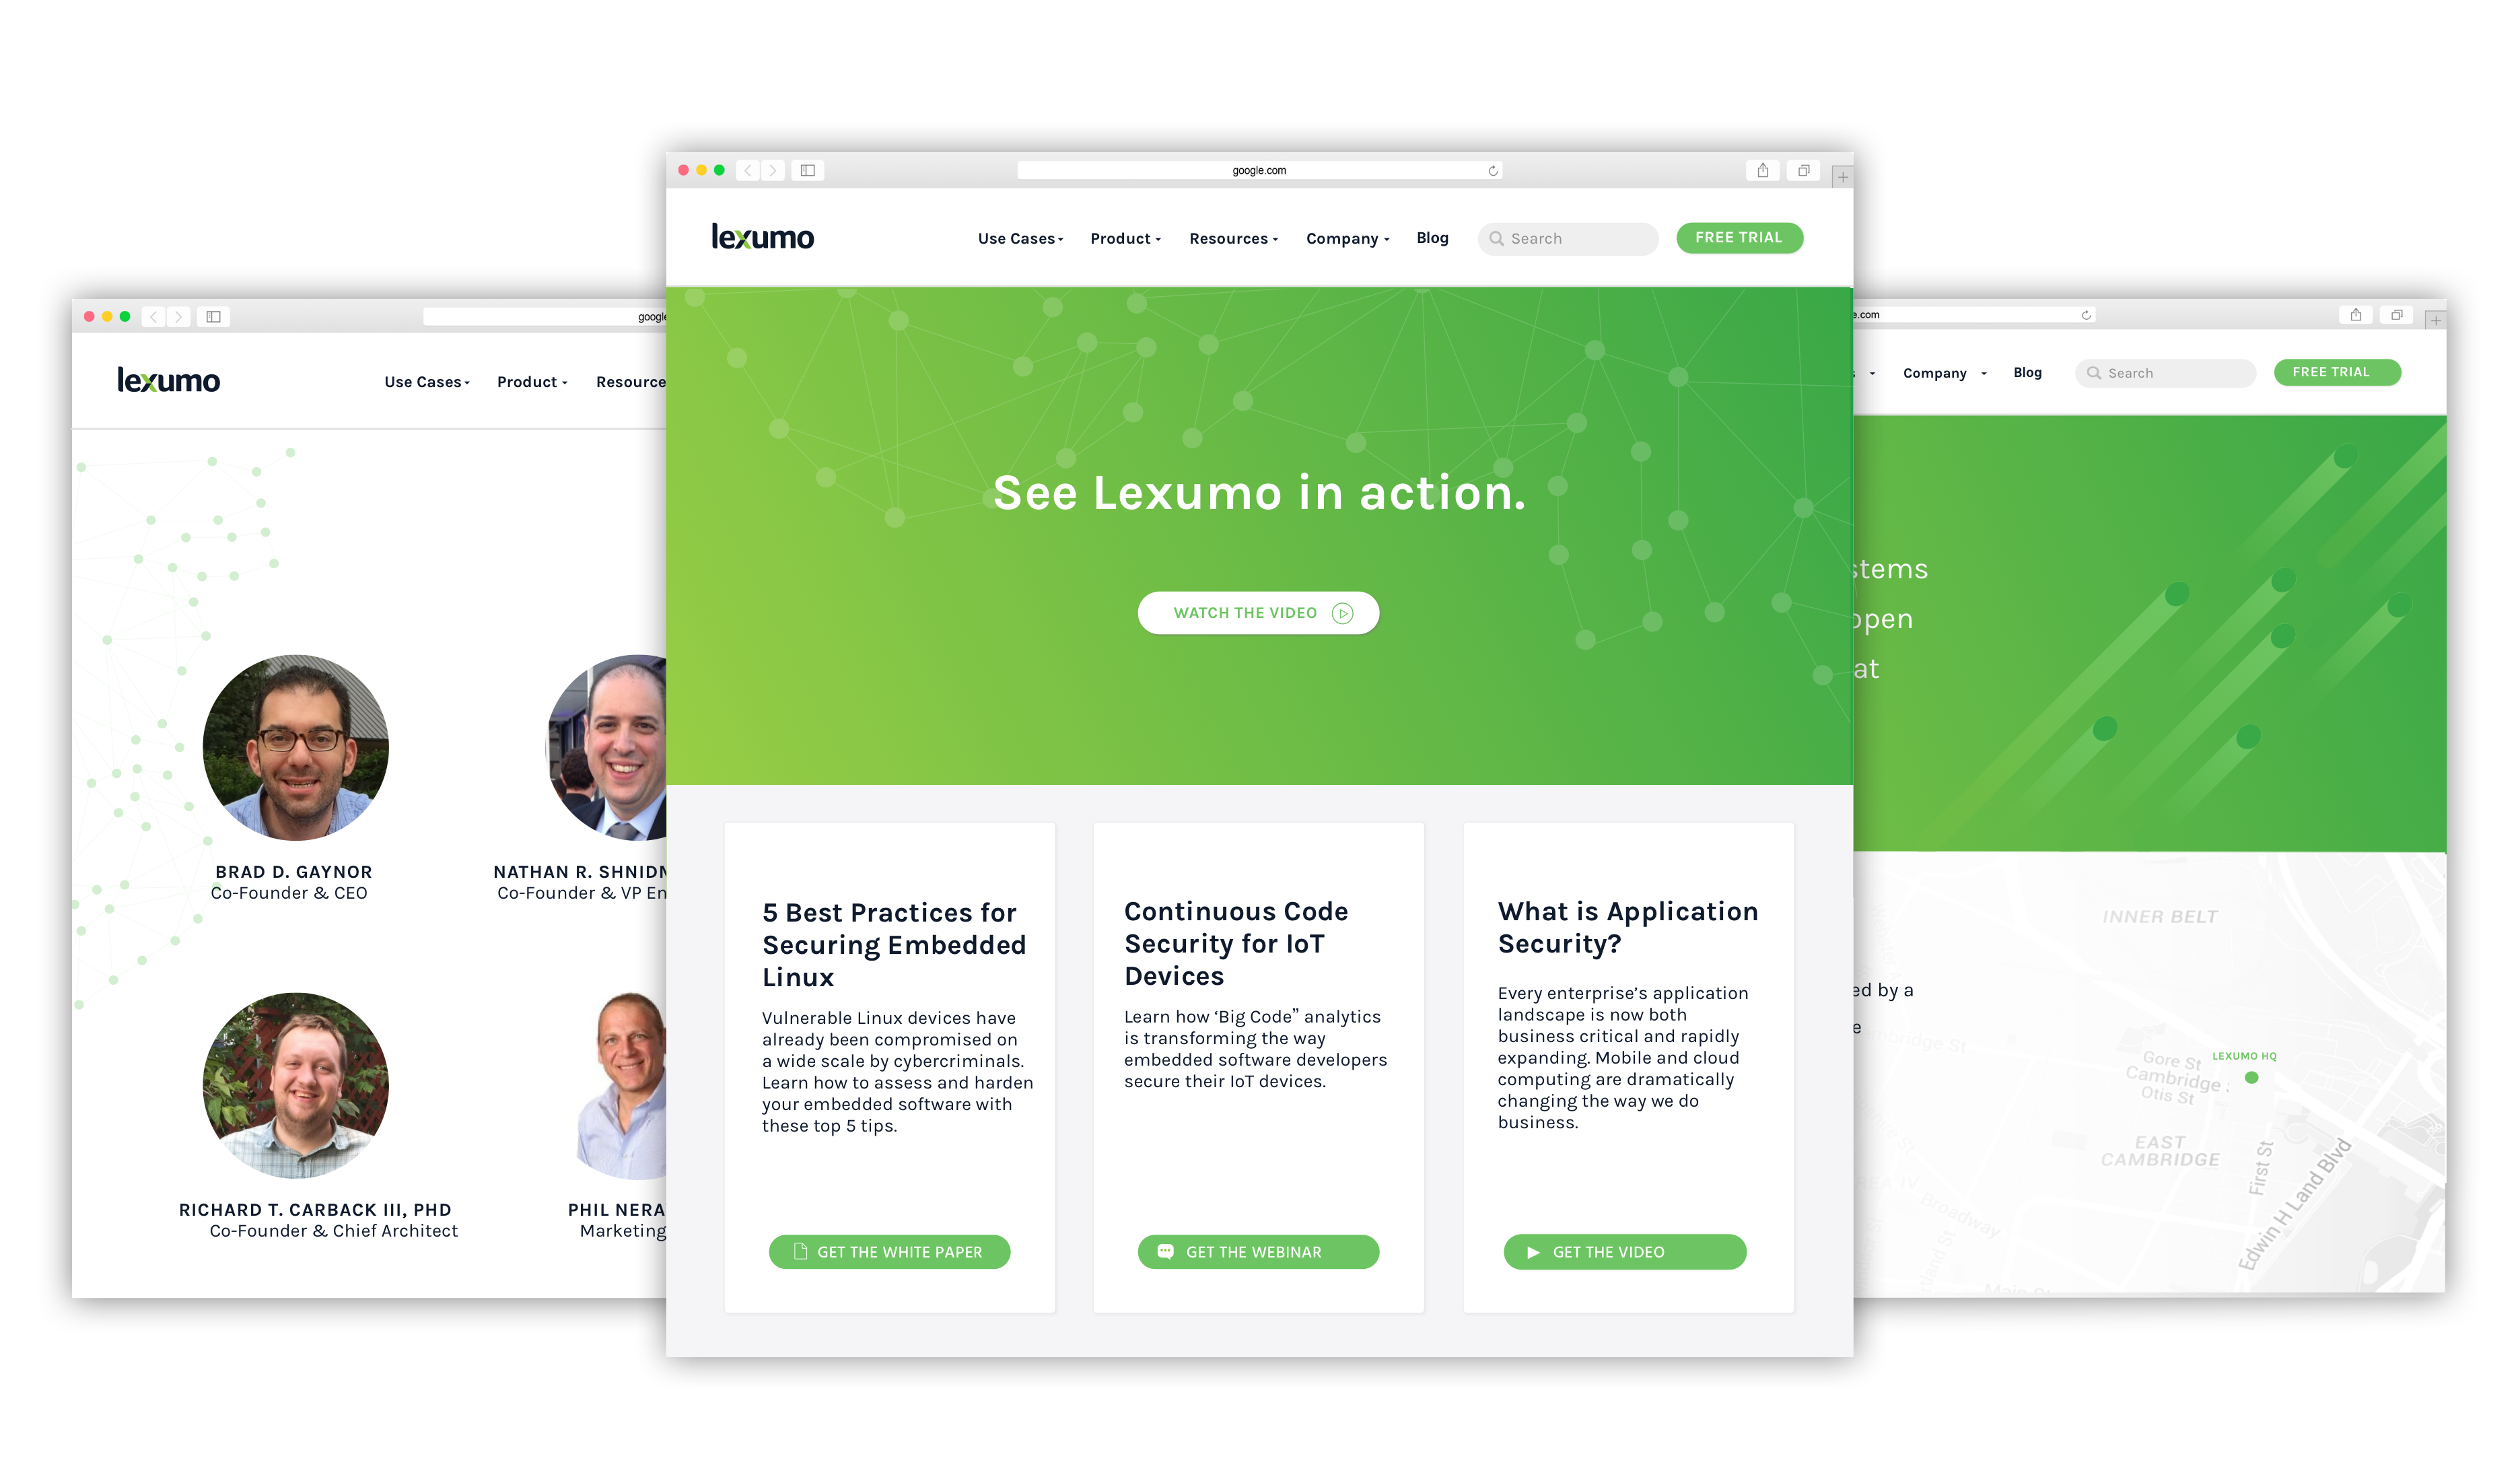 google.com
lexumo
Use Cases
Product
Resources
Company
Blog
Search
FREE TRIAL
See Lexumo in action.
WATCH THE VIDEO
5 Best Practices for
Securing Embedded
Linux
Vulnerable Linux devices have
already been compromised on
a wide scale by cybercriminals.
Learn how to assess and harden
your embedded software with
these top 5 tips.
GET THE WHITE PAPER
Continuous Code
Security for IoT
Devices
Learn how ‘Big Code” analytics
is transforming the way
embedded software developers
secure their IoT devices.
GET THE WEBINAR
What is Application
Security?
Every enterprise’s application
landscape is now both
business critical and rapidly
expanding. Mobile and cloud
computing are dramatically
changing the way we do
business.
GET THE VIDEO
lexumo
Use Cases
Product
BRAD D. GAYNOR
Co-Founder & CEO
NATHAN R.
Co-Founder & VP
RICHARD T. CARBACK III, PHD
Co-Founder & Chief Architect
PHIL
Marketing
Company
Blog
Search
FREE TRIAL
at
INNER BELT
ed by a
LEXUMO HQ
Gore St
Cambridge
Otis St
EAST
CAMBRIDGE
First St
Edwin H Land Blvd
Broadway
Main St